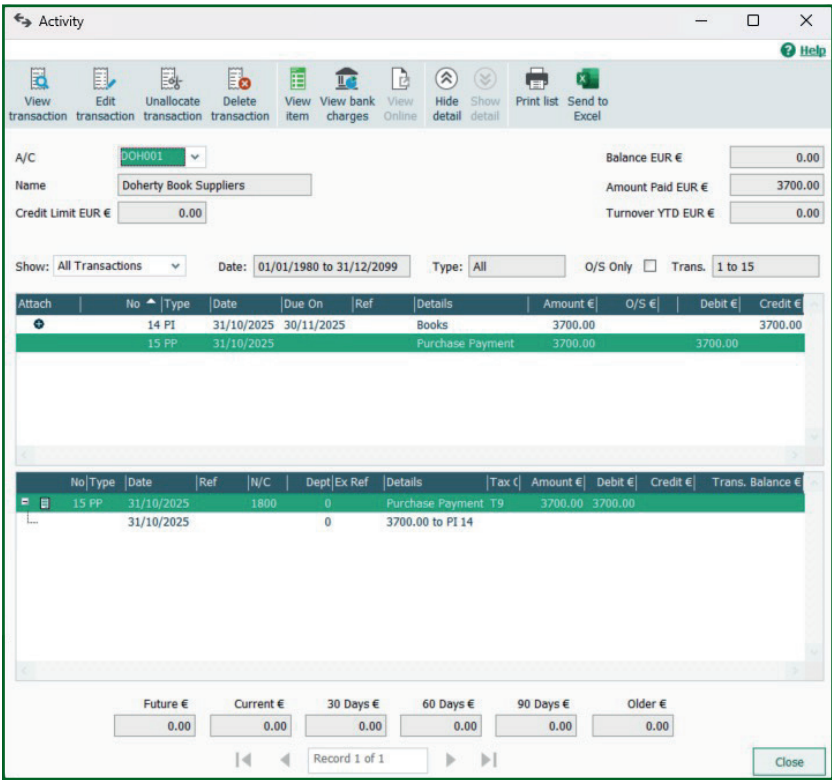 Activity
Help
View transaction Edit transaction Unallocate transaction Delete transaction View item View bank charges View Online Hide detail Show detail Print list Send to Excel
A/C DOH001 Balance EUR € 0.00
Name Doherty Book Suppliers Amount Paid EUR € 3700.00
Credit Limit EUR € 0.00 Turnover YTD EUR € 0.00
Show: All Transactions Date: 01/01/1980 to 31/12/2099 Type: All O/S Only Trans. 1 to 15
Attach No Type Date Due On Ref Details Amount € O/S € Debit € Credit €
14 PI 31/10/2025 30/11/2025 Books 3700.00 3700.00
15 PP 31/10/2025 Purchase Payment 3700.00 3700.00
No Type Date Ref N/C Dept Ex Ref Details Tax C Amount € Debit € Credit € Trans. Balance €
15 PP 31/10/2025 1800 0 Purchase Payment T9 3700.00 3700.00
31/10/2025 0 3700.00 to PI 14
Future € Current € 30 Days € 60 Days € 90 Days € Older €
0.00 0.00 0.00 0.00 0.00 0.00
Record 1 of 1 Close